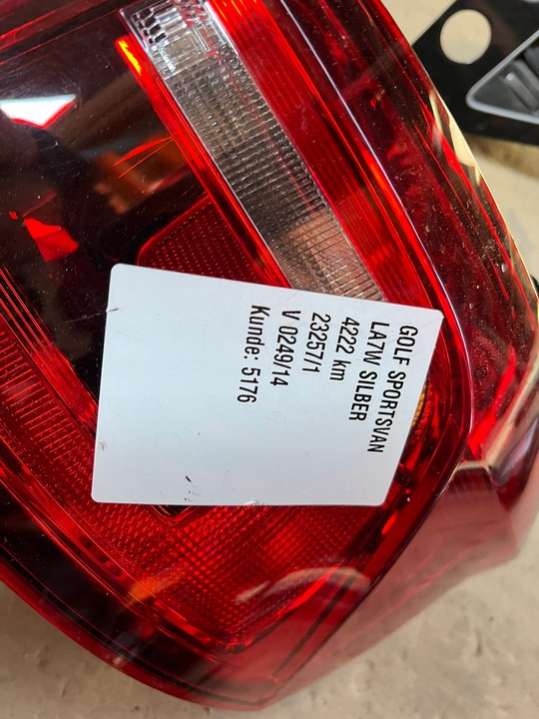 GOLF SPORTSVAN
LA7W SILBER
4222 km
23257/1
V 0249/14
Kunde: 5176